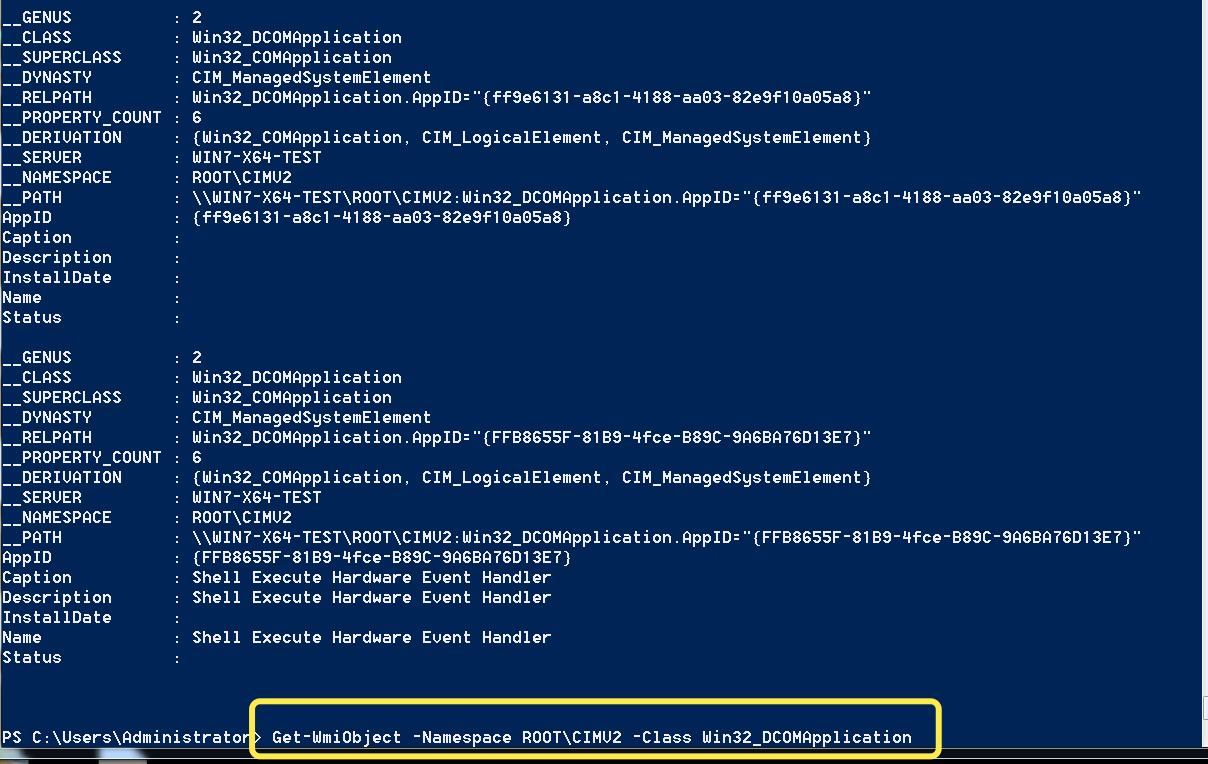 __GENUS : 2
__CLASS : Win32_DCOMApplication
__SUPERCLASS : Win32_COMApplication
__DYNASTY : CIM_ManagedSystemElement
__RELPATH : Win32_DCOMApplication.AppID="{ff9e6131-a8c1-4188-aa03-82e9f10a05a8}"
__PROPERTY_COUNT : 6
__DERIVATION : {Win32_COMApplication, CIM_LogicalElement, CIM_ManagedSystemElement}
__SERVER : WIN7-X64-TEST
__NAMESPACE : ROOT\CIMV2
__PATH : \\WIN7-X64-TEST\ROOT\CIMV2:Win32_DCOMApplication.AppID="{ff9e6131-a8c1-4188-aa03-82e9f10a05a8}"
AppID : {ff9e6131-a8c1-4188-aa03-82e9f10a05a8}
Caption :
Description :
InstallDate :
Name :
Status :
__GENUS : 2
__CLASS : Win32_DCOMApplication
__SUPERCLASS : Win32_COMApplication
__DYNASTY : CIM_ManagedSystemElement
__RELPATH : Win32_DCOMApplication.AppID="{FFB8655F-81B9-4fce-B89C-9A6BA76D13E7}"
__PROPERTY_COUNT : 6
__DERIVATION : {Win32_COMApplication, CIM_LogicalElement, CIM_ManagedSystemElement}
__SERVER : WIN7-X64-TEST
__NAMESPACE : ROOT\CIMV2
__PATH : \\WIN7-X64-TEST\ROOT\CIMV2:Win32_DCOMApplication.AppID="{FFB8655F-81B9-4fce-B89C-9A6BA76D13E7}"
AppID : {FFB8655F-81B9-4fce-B89C-9A6BA76D13E7}
Caption : Shell Execute Hardware Event Handler
Description : Shell Execute Hardware Event Handler
InstallDate :
Name : Shell Execute Hardware Event Handler
Status :
PS C:\Users\Administrator> Get-WmiObject -Namespace ROOT\CIMV2 -Class Win32_DCOMApplication